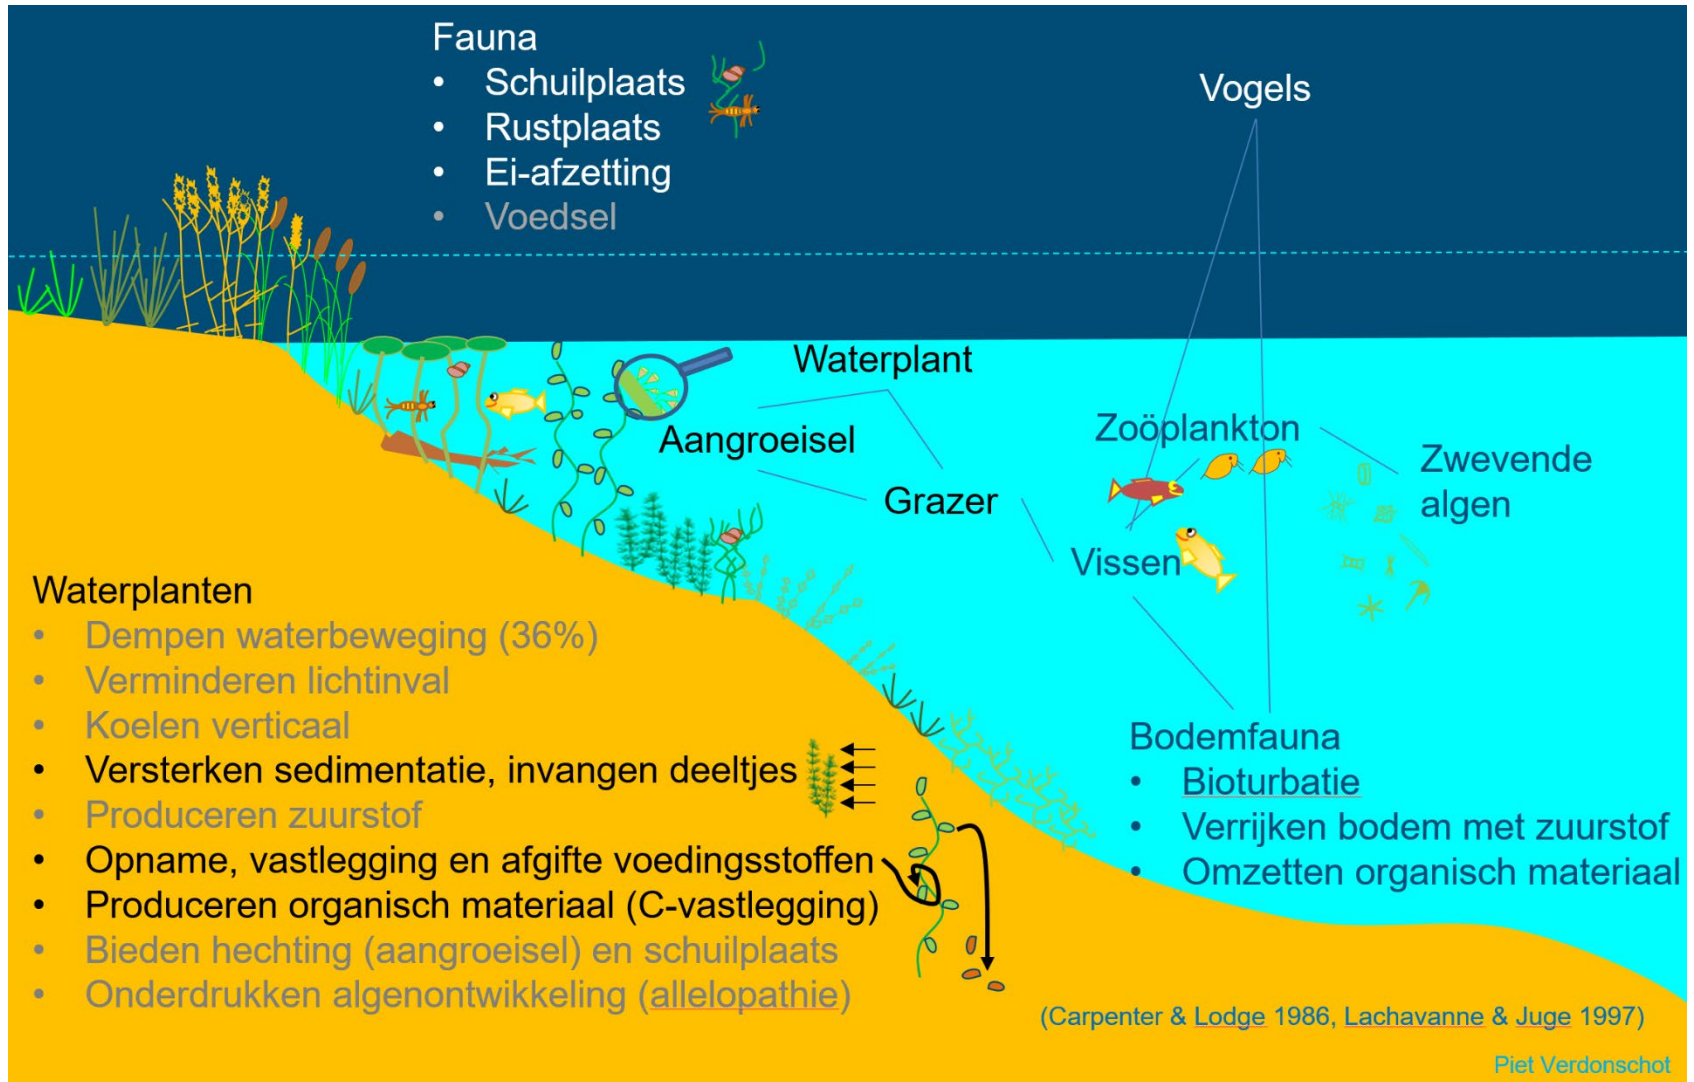 Fauna
• Schuilplaats
• Rustplaats
• Ei-afzetting
• Voedsel
Vogels
Waterplant
Aangroeisel
Grazer
Zoöplankton
Zwevende
algen
Vissen
Waterplanten
• Dempen waterbeweging (36%)
• Verminderen lichtinval
• Koelen verticaal
• Versterken sedimentatie, invangen deeltjes
• Produceren zuurstof
• Opname, vastlegging en afgifte voedingsstoffen
• Produceren organisch materiaal (C-vastlegging)
• Bieden hechting (aangroeisel) en schuilplaats
• Onderdrukken algenontwikkeling (allelopathie)
Bodemfauna
• Bioturbatie
• Verrijken bodem met zuurstof
• Omzetten organisch materiaal
(Carpenter & Lodge 1986, Lachavanne & Juge 1997)
Piet Verdonschot